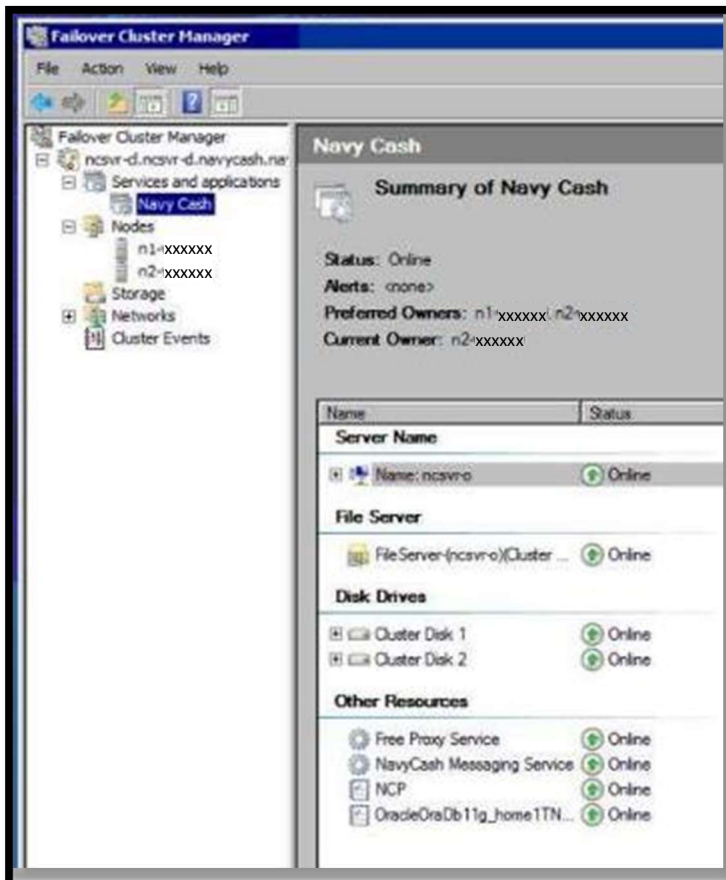 Failover Cluster Manager
File Action View Help
Failover Cluster Manager
ncsvr-d.ncsvr-d.navycash.na
Services and applications
Navy Cash
Nodes
n1-xxxxxx
n2-xxxxxx
Storage
Networks
Cluster Events
Navy Cash
Summary of Navy Cash
Status: Online
Alerts: <none>
Preferred Owners: n1-xxxxxx, n2-xxxxxx
Current Owner: n2-xxxxxx
Name Status
Server Name
Name: ncsvr-o Online
File Server
FileServer-(ncsvr-o)(Cluster ... Online
Disk Drives
Cluster Disk 1 Online
Cluster Disk 2 Online
Other Resources
Free Proxy Service Online
NavyCash Messaging Service Online
NCP Online
OracleOraDb11g_home1TN... Online